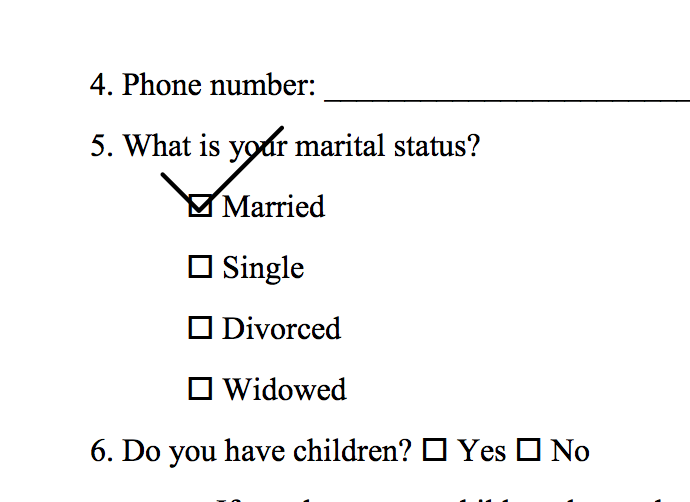 4. Phone number: ______________________
5. What is your marital status?
☑ Married
☐ Single
☐ Divorced
☐ Widowed
6. Do you have children? ☐ Yes ☐ No